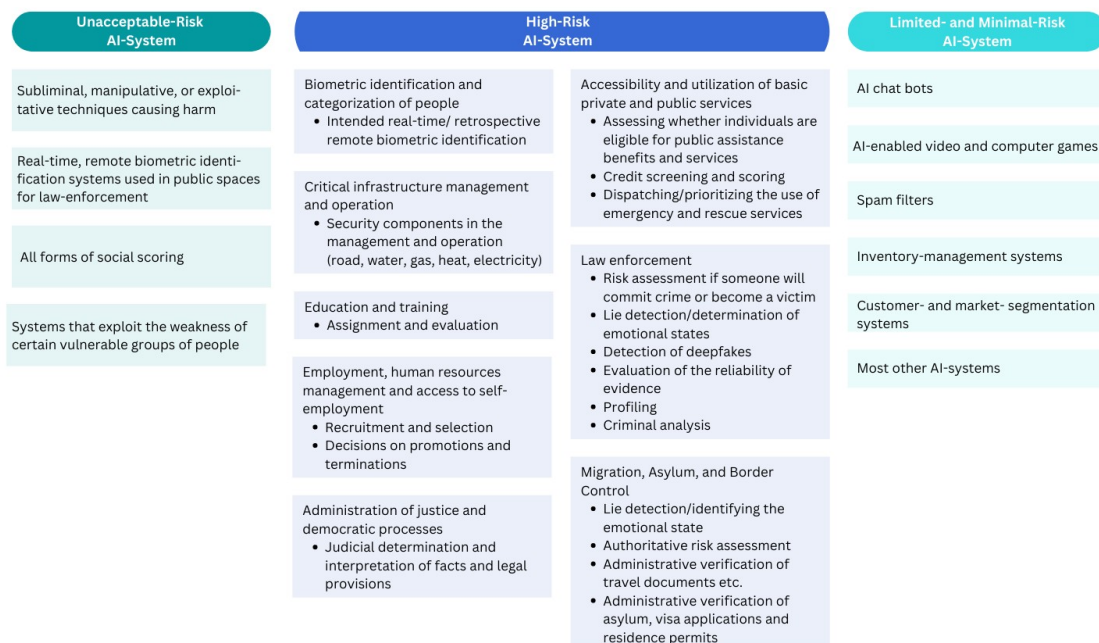 Unacceptable-Risk
AI-System
Subliminal, manipulative, or exploi-
tative techniques causing harm
Real-time, remote biometric identi-
fication systems used in public spaces
for law-enforcement
All forms of social scoring
Systems that exploit the weakness of
certain vulnerable groups of people
High-Risk
AI-System
Biometric identification and
categorization of people
• Intended real-time/ retrospective
remote biometric identification
Critical infrastructure management
and operation
• Security components in the
management and operation
(road, water, gas, heat, electricity)
Education and training
• Assignment and evaluation
Employment, human resources
management and access to self-
employment
• Recruitment and selection
• Decisions on promotions and
terminations
Administration of justice and
democratic processes
• Judicial determination and
interpretation of facts and legal
provisions
Accessibility and utilization of basic
private and public services
• Assessing whether individuals are
eligible for public assistance
benefits and services
• Credit screening and scoring
• Dispatching/prioritizing the use of
emergency and rescue services
Law enforcement
• Risk assessment if someone will
commit crime or become a victim
• Lie detection/determination of
emotional states
• Detection of deepfakes
• Evaluation of the reliability of
evidence
• Profiling
• Criminal analysis
Migration, Asylum, and Border
Control
• Lie detection/identifying the
emotional state
• Authoritative risk assessment
• Administrative verification of
travel documents etc.
• Administrative verification of
asylum, visa applications and
residence permits
Limited- and Minimal-Risk
AI-System
AI chat bots
AI-enabled video and computer games
Spam filters
Inventory-management systems
Customer- and market- segmentation
systems
Most other AI-systems